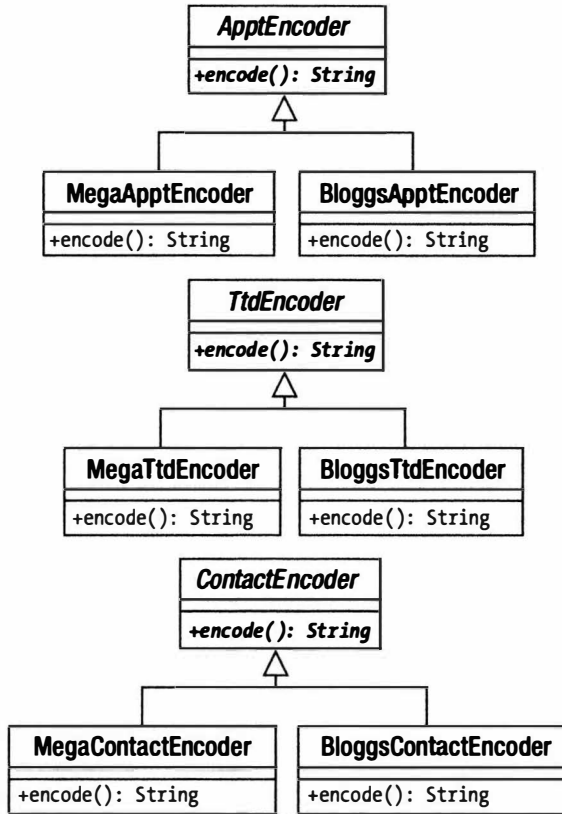 ApptEncoder
+encode(): String
MegaApptEncoder BloggsApptEncoder
+encode(): String +encode(): String
TtdEncoder
+encode(): String
MegaTtdEncoder BloggsTtdEncoder
+encode(): String +encode(): String
ContactEncoder
+encode(): String
MegaContactEncoder BloggsContactEncoder
+encode(): String +encode(): String